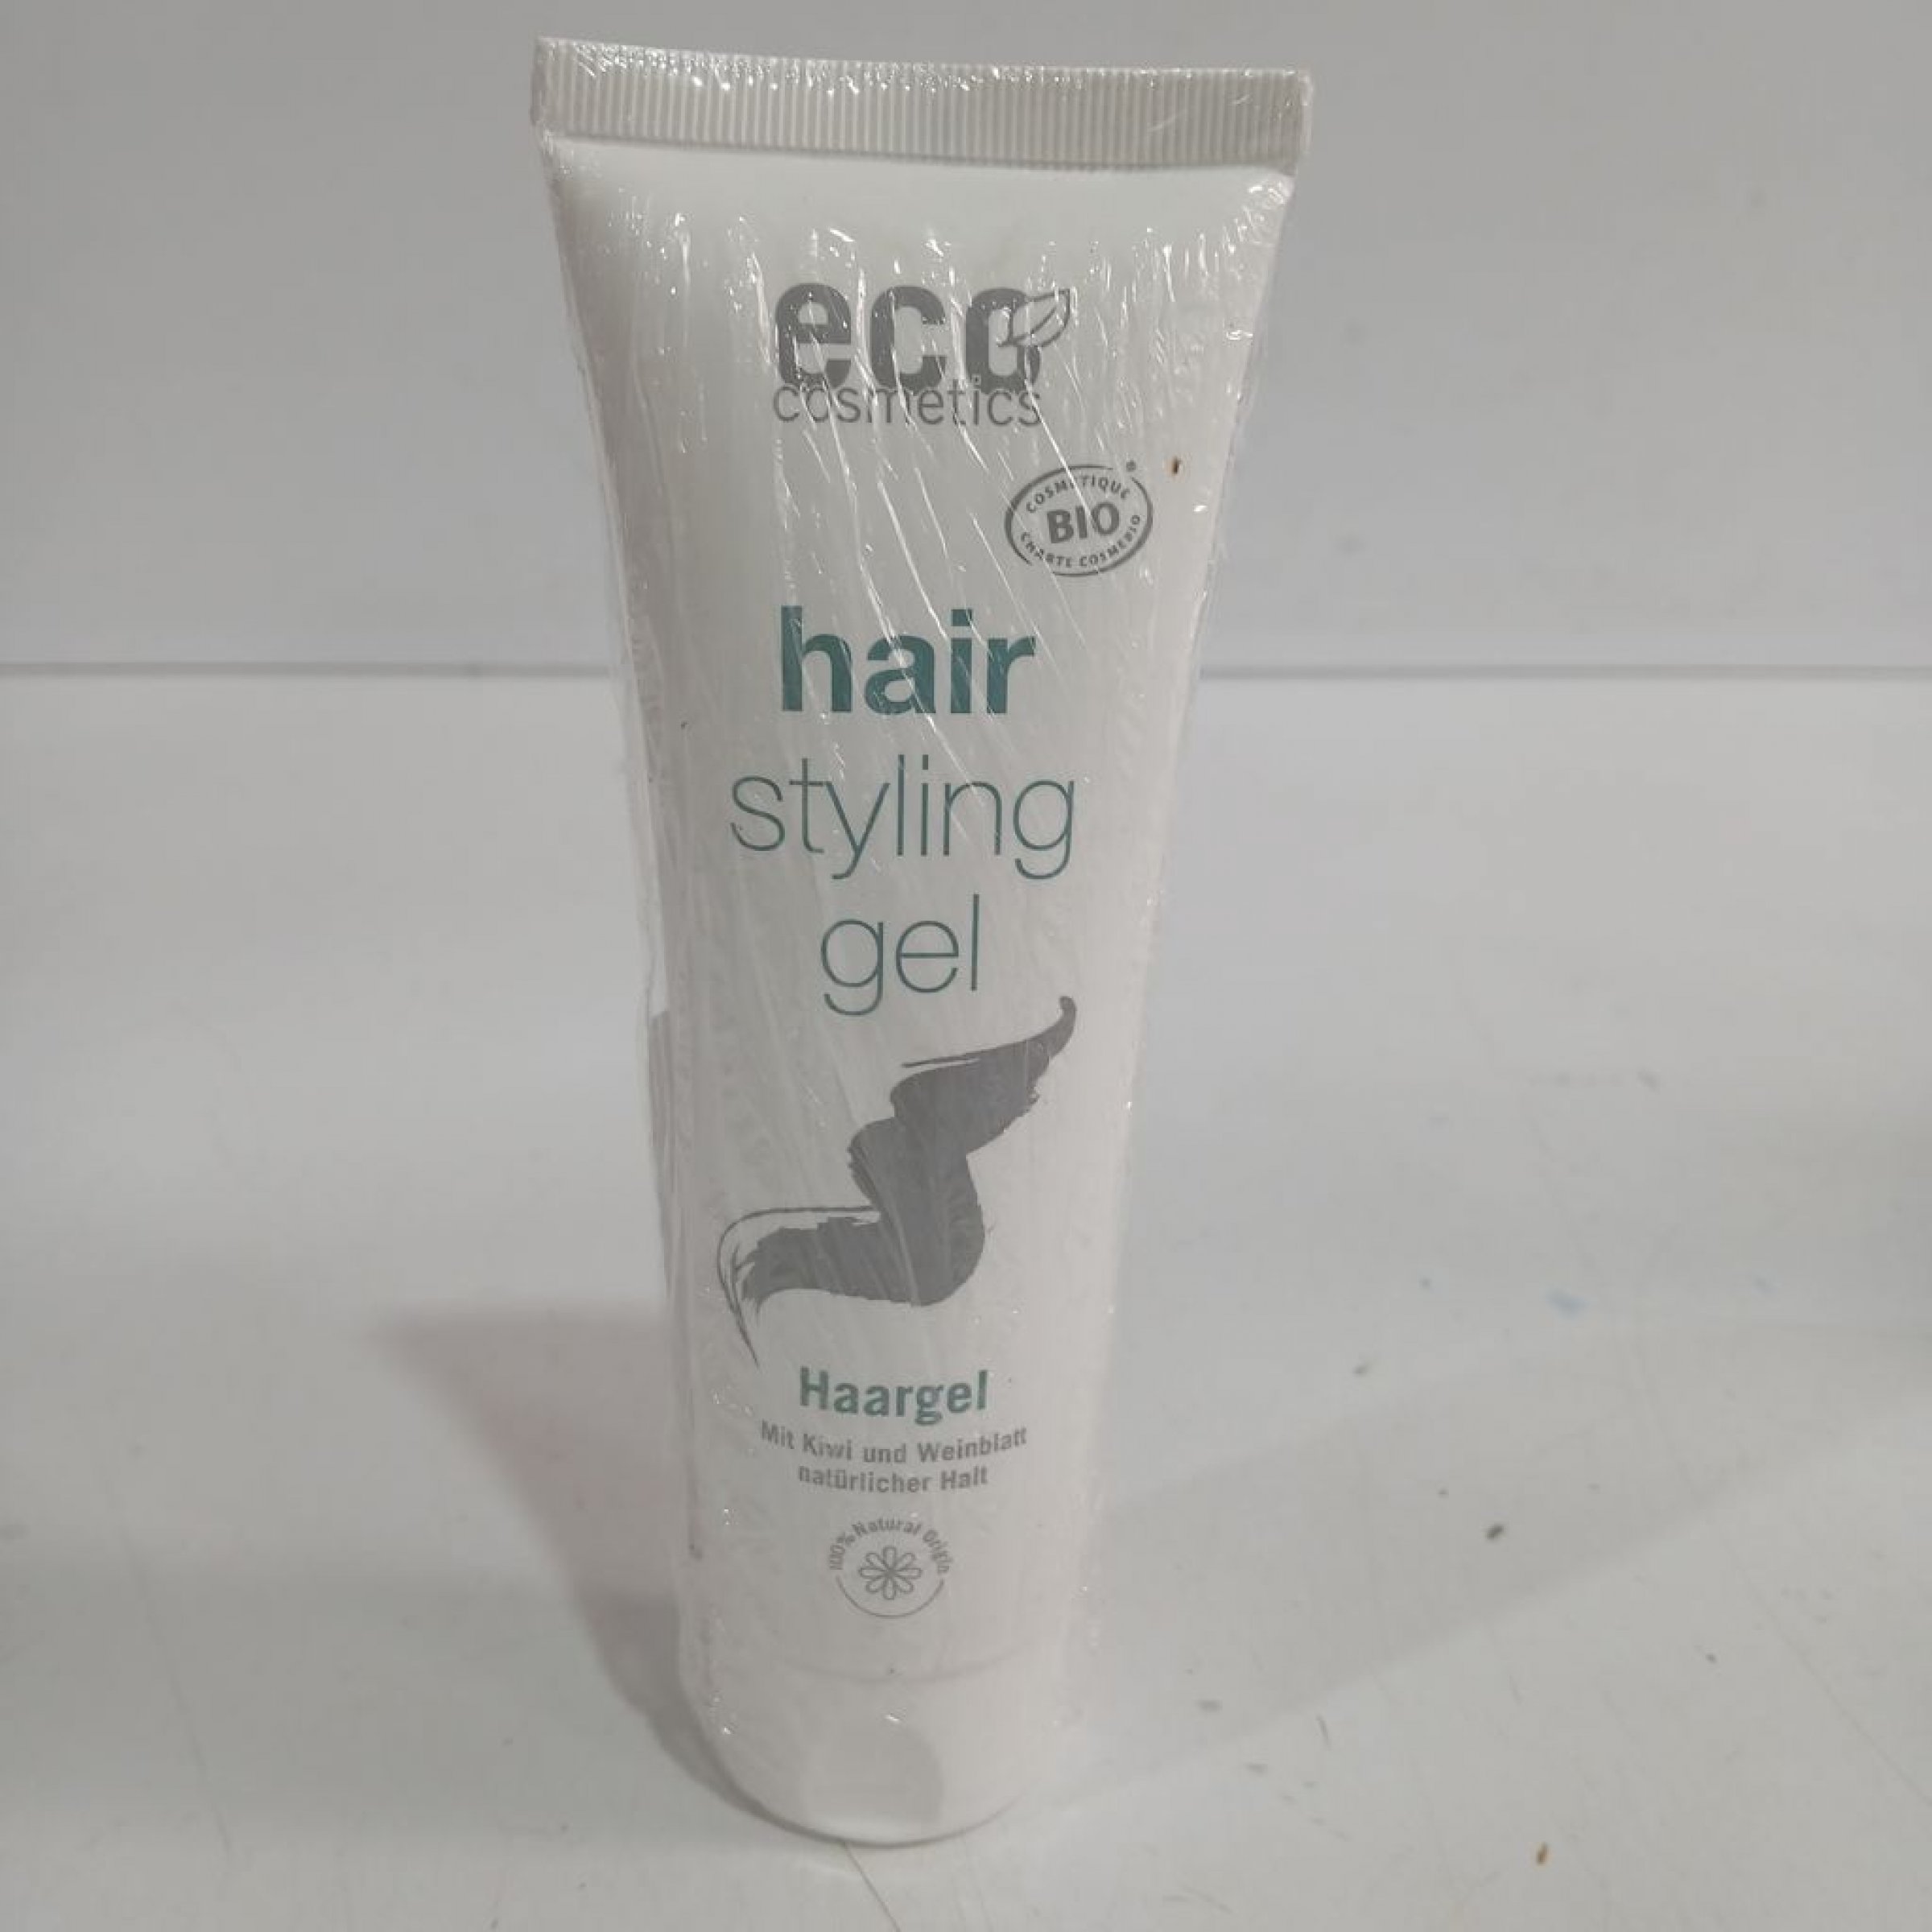 eco
cosmetics
COSMETIQUE
BIO
®
CHARTE COSMEBIO
hair
styling
gel
Haargel
Mit Kiwi und Weinblatt
natürlicher Halt
100% Natural Origin